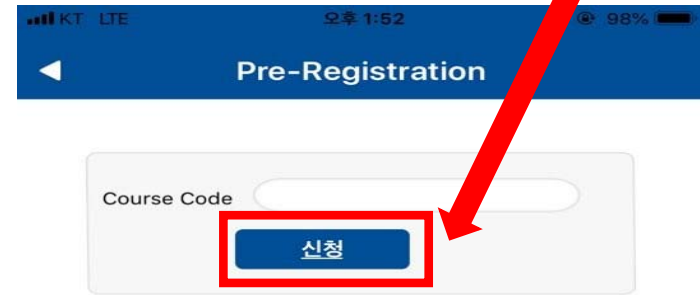 KT LTE 오후 1:52 98%
Pre-Registration
Course Code
신청